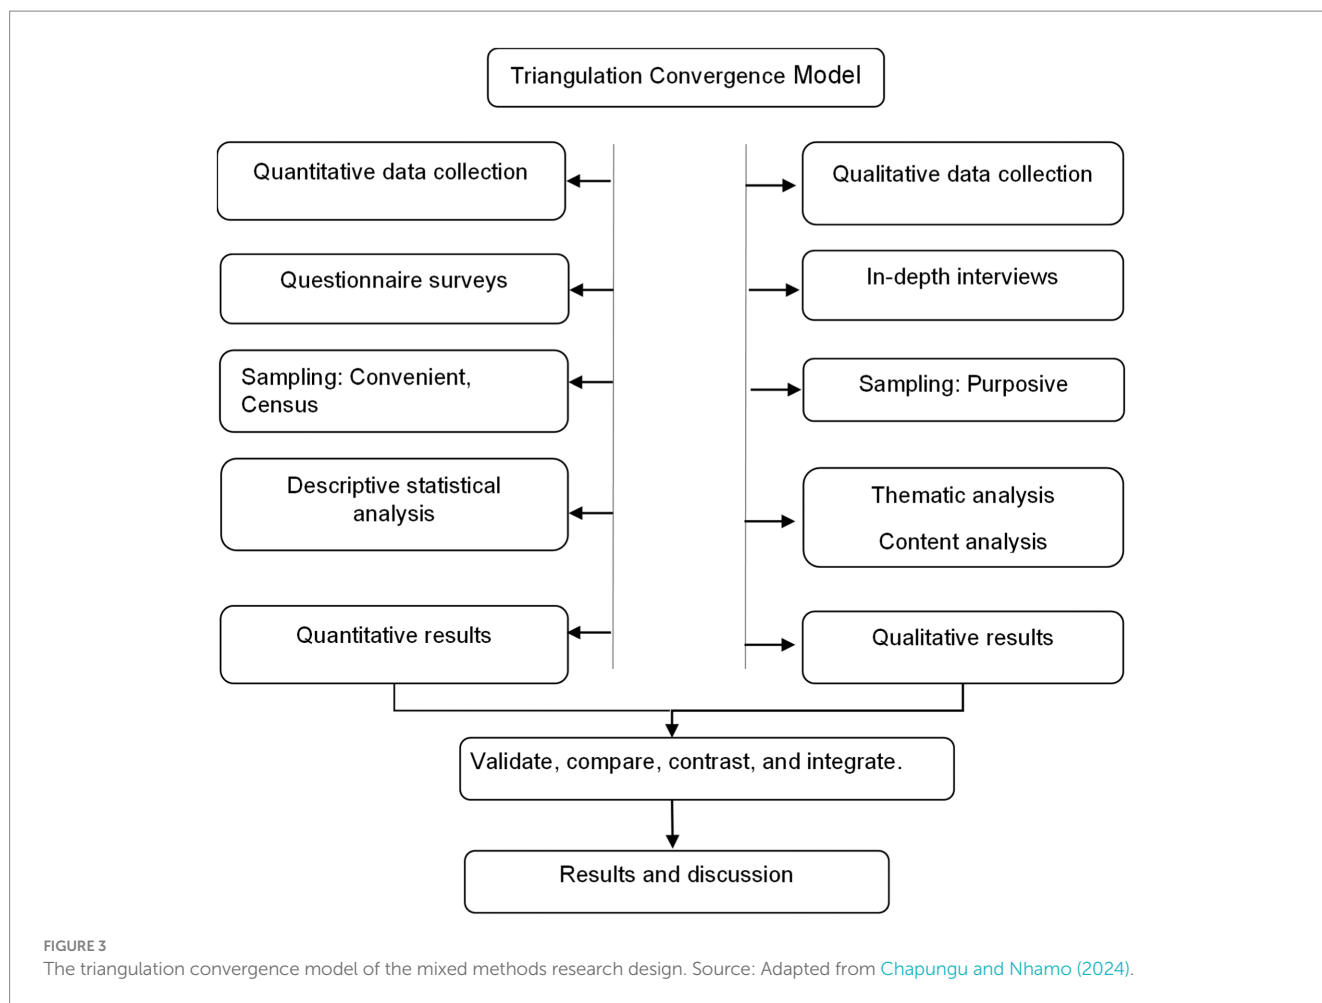 Triangulation Convergence Model
Quantitative data collection
Questionnaire surveys
Sampling: Convenient,
Census
Descriptive statistical
analysis
Quantitative results
Qualitative data collection
In-depth interviews
Sampling: Purposive
Thematic analysis
Content analysis
Qualitative results
Validate, compare, contrast, and integrate.
Results and discussion
FIGURE 3
The triangulation convergence model of the mixed methods research design. Source: Adapted from Chapungu and Nhamo (2024).